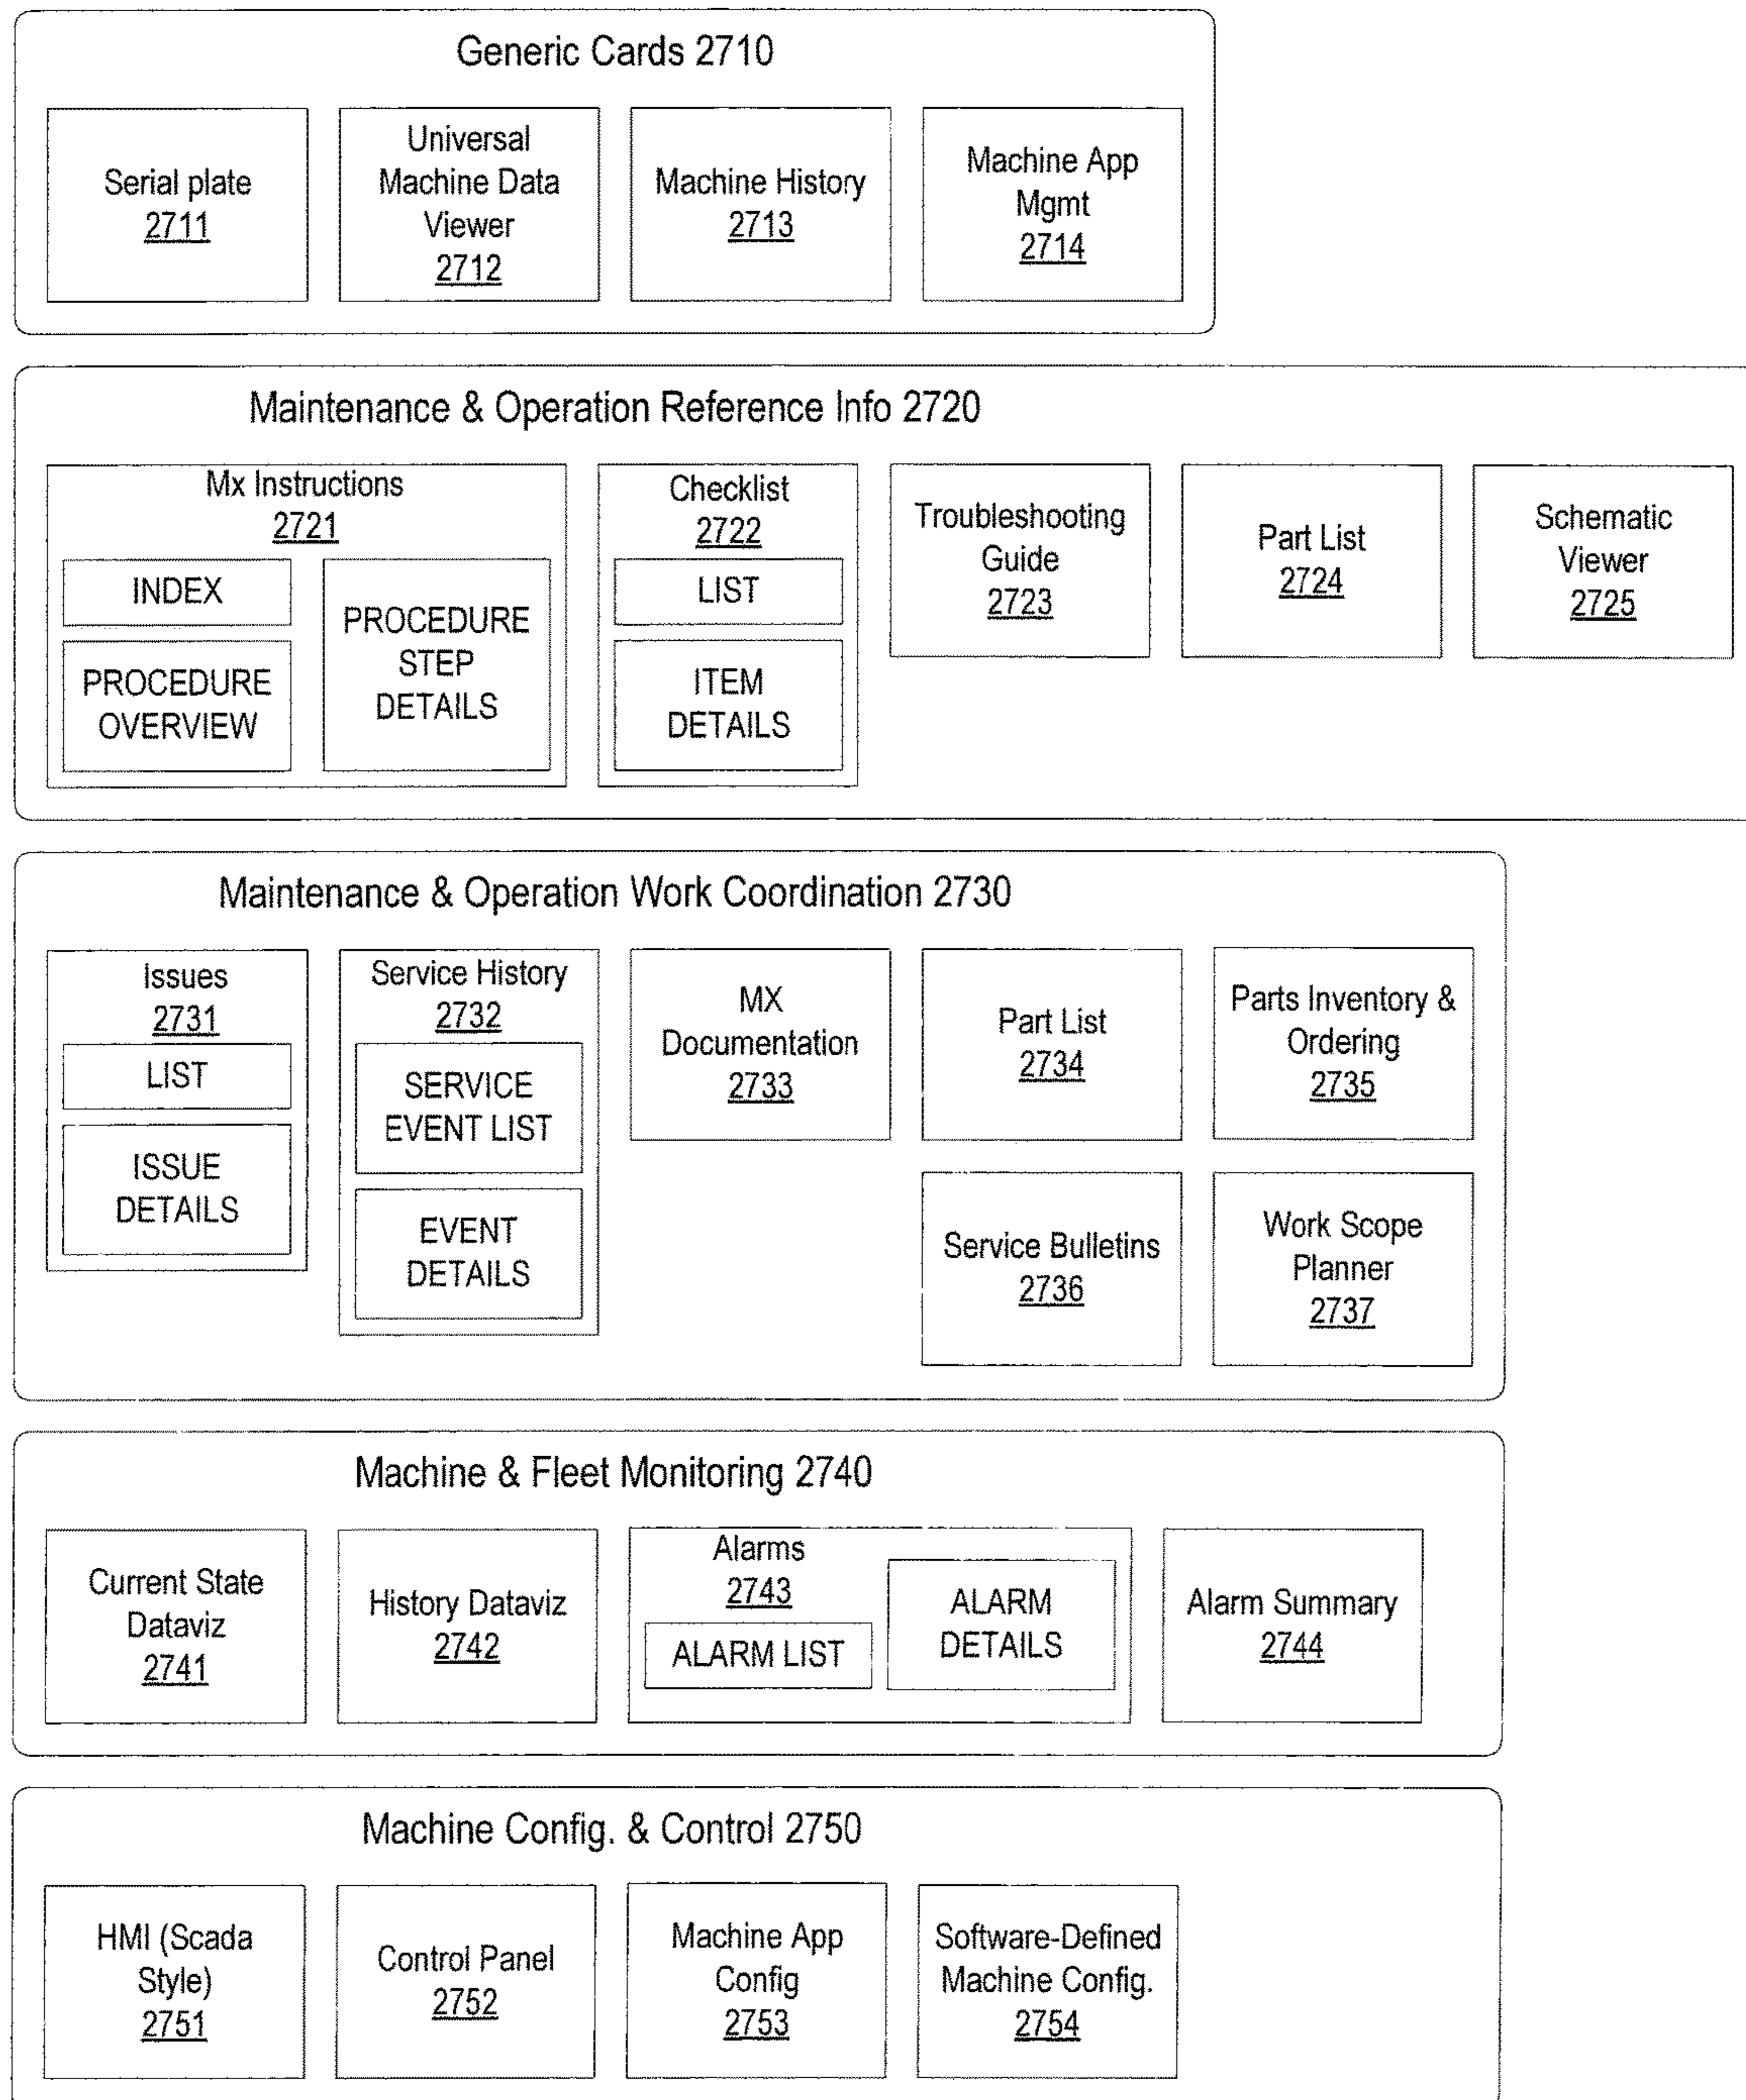 Generic Cards 2710
Serial plate
2711
Universal
Machine Data
Viewer
2712
Machine History
2713
Machine App
Mgmt
2714
Maintenance & Operation Reference Info 2720
Mx Instructions
2721
INDEX
PROCEDURE
OVERVIEW
PROCEDURE
STEP
DETAILS
Checklist
2722
LIST
ITEM
DETAILS
Troubleshooting
Guide
2723
Part List
2724
Schematic
Viewer
2725
Maintenance & Operation Work Coordination 2730
Issues
2731
LIST
ISSUE
DETAILS
Service History
2732
SERVICE
EVENT LIST
EVENT
DETAILS
MX
Documentation
2733
Part List
2734
Parts Inventory &
Ordering
2735
Service Bulletins
2736
Work Scope
Planner
2737
Machine & Fleet Monitoring 2740
Current State
Dataviz
2741
History Dataviz
2742
Alarms
2743
ALARM LIST
ALARM
DETAILS
Alarm Summary
2744
Machine Config. & Control 2750
HMI (Scada
Style)
2751
Control Panel
2752
Machine App
Config
2753
Software-Defined
Machine Config.
2754